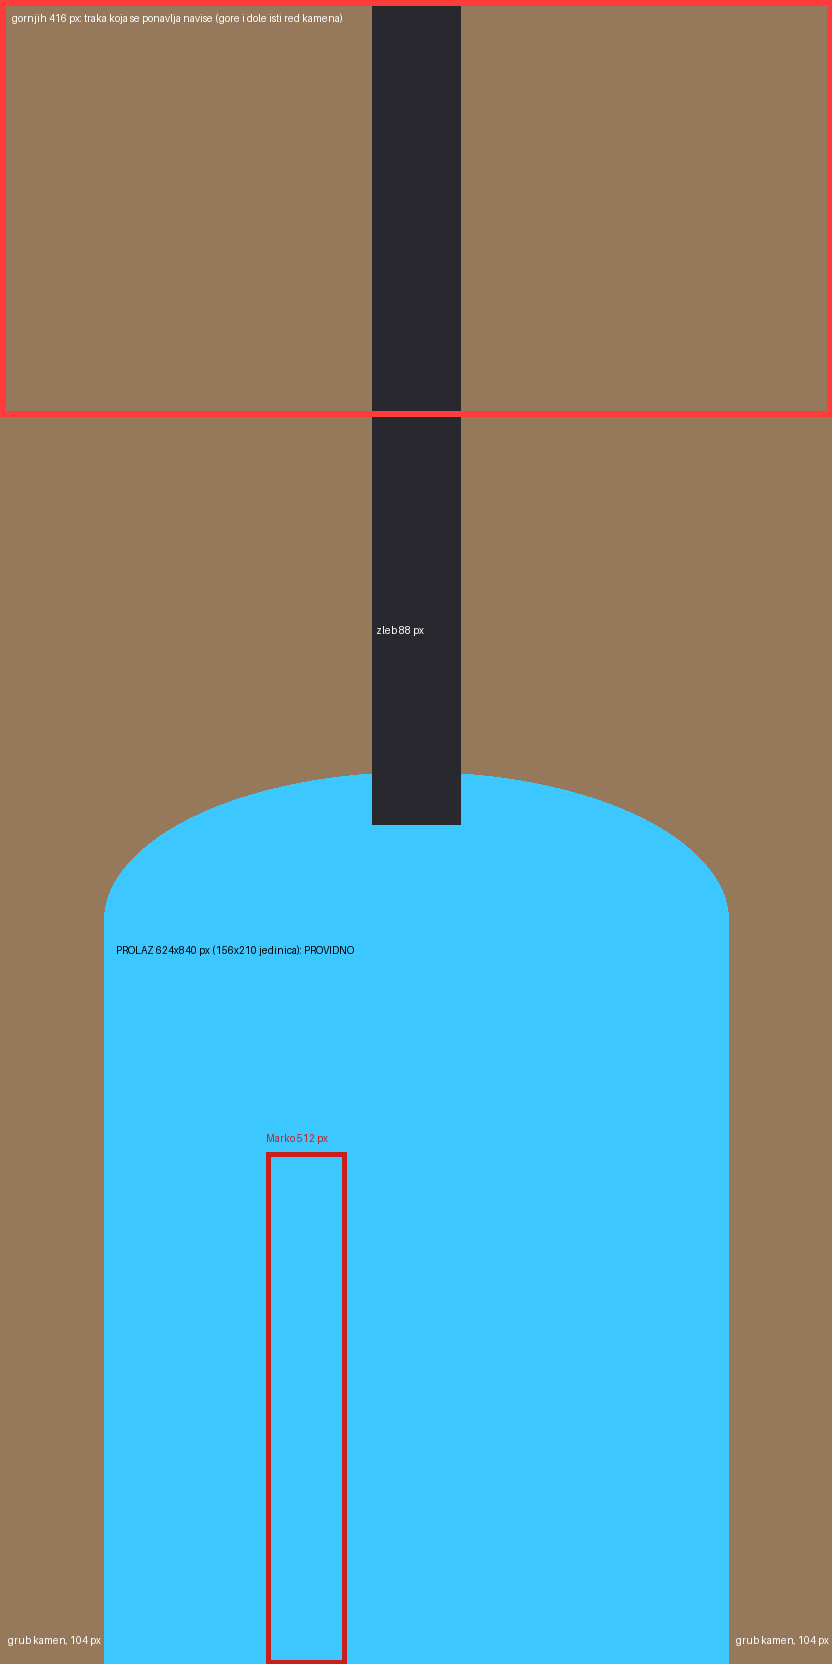 gornjih 416 px: traka koja se ponavlja navise (gore i dole isti red kamena)
zleb 88 px
PROLAZ 624x840 px (156x210 jedinica): PROVIDNO
Marko 512 px
grub kamen, 104 px
grub kamen, 104 px